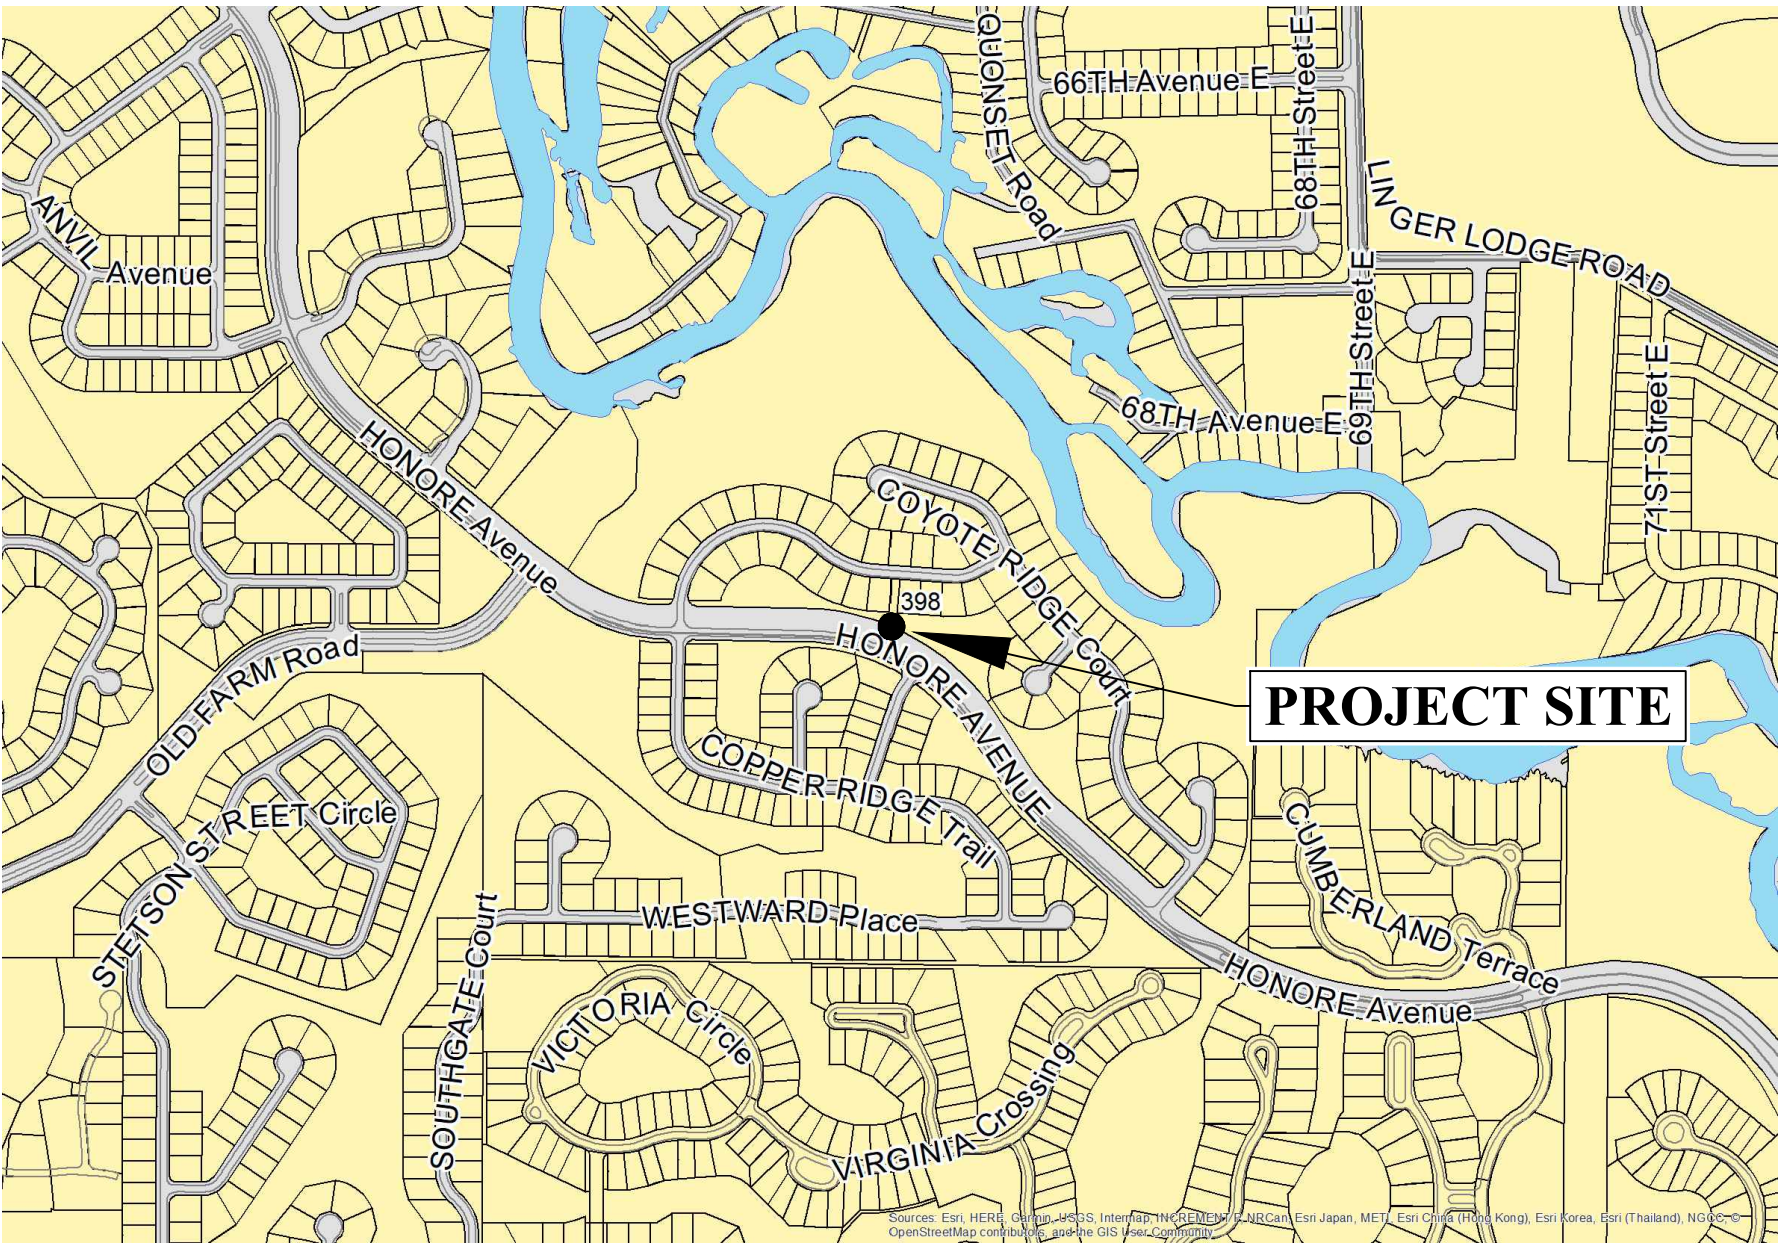 QUONSET Road
66TH Avenue E
68TH Street E
LINGER LODGE ROAD
ANVIL Avenue
69TH Street E
71ST Street E
68TH Avenue E
HONORE Avenue
COYOTE RIDGE Court
398
HONORE AVENUE
OLD FARM Road
PROJECT SITE
COPPER RIDGE Trail
STETSON STREET Circle
CUMBERLAND Terrace
WESTWARD Place
SOUTHGATE Court
HONORE Avenue
VICTORIA Circle
VIRGINIA Crossing
Sources: Esri, HERE, Garmin, USGS, Intermap, INCREMENT P, NRCan, Esri Japan, METI, Esri China (Hong Kong), Esri Korea, Esri (Thailand), NGCC, ©
OpenStreetMap contributors, and the GIS User Community